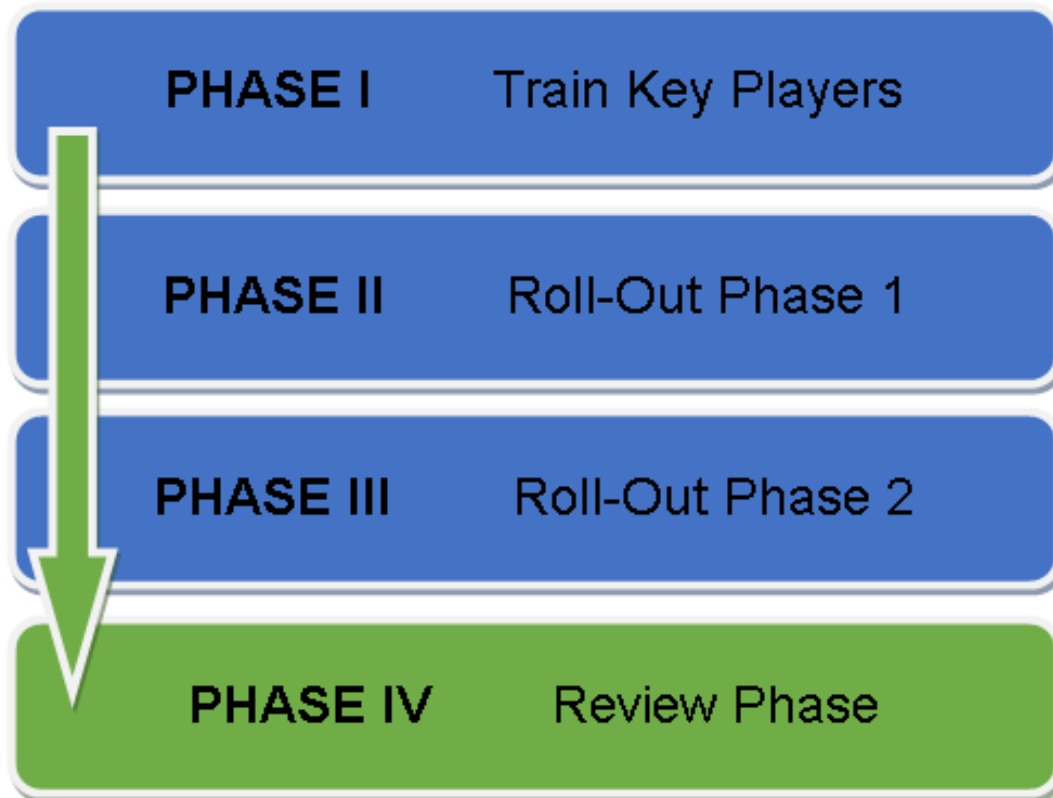 PHASE I Train Key Players
PHASE II Roll-Out Phase 1
PHASE III Roll-Out Phase 2
PHASE IV Review Phase